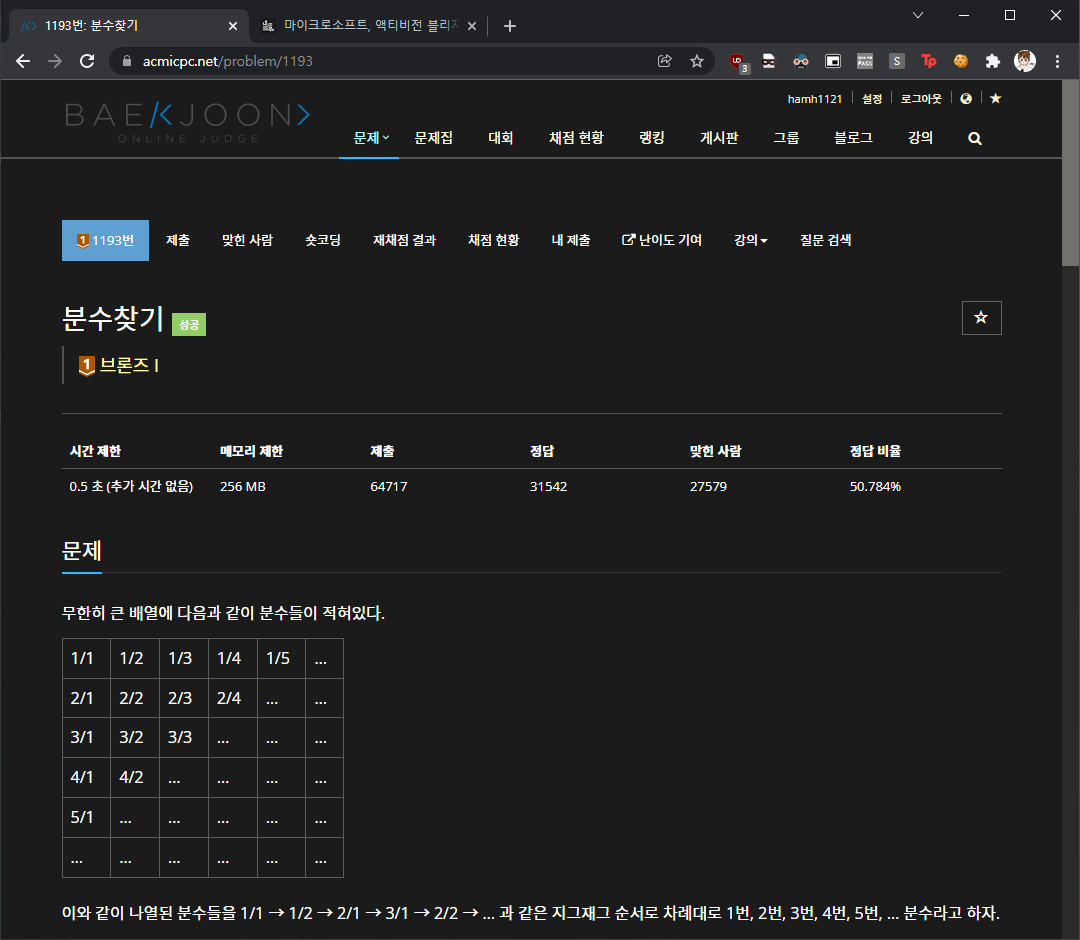 1193번: 분수찾기
마이크로소프트, 액티비전 블리자
acmicpc.net/problem/1193
UD 3
S
Tp
hamh1121 설정 로그아웃
BAEKJOON>
ONLINE JUDGE
문제 문제집 대회 채점 현황 랭킹 게시판 그룹 블로그 강의
1 1193번 제출 맞힌 사람 숏코딩 재채점 결과 채점 현황 내 제출 난이도 기여 강의 질문 검색
분수찾기 성공
1 브론즈 I
시간 제한 메모리 제한 제출 정답 맞힌 사람 정답 비율
0.5 초 (추가 시간 없음) 256 MB 64717 31542 27579 50.784%
문제
무한히 큰 배열에 다음과 같이 분수들이 적혀있다.
1/1 1/2 1/3 1/4 1/5 ...
2/1 2/2 2/3 2/4 ... ...
3/1 3/2 3/3 ... ... ...
4/1 4/2 ... ... ... ...
5/1 ... ... ... ... ...
... ... ... ... ... ...
이와 같이 나열된 분수들을 1/1 → 1/2 → 2/1 → 3/1 → 2/2 → ... 과 같은 지그재그 순서로 차례대로 1번, 2번, 3번, 4번, 5번, ... 분수라고 하자.